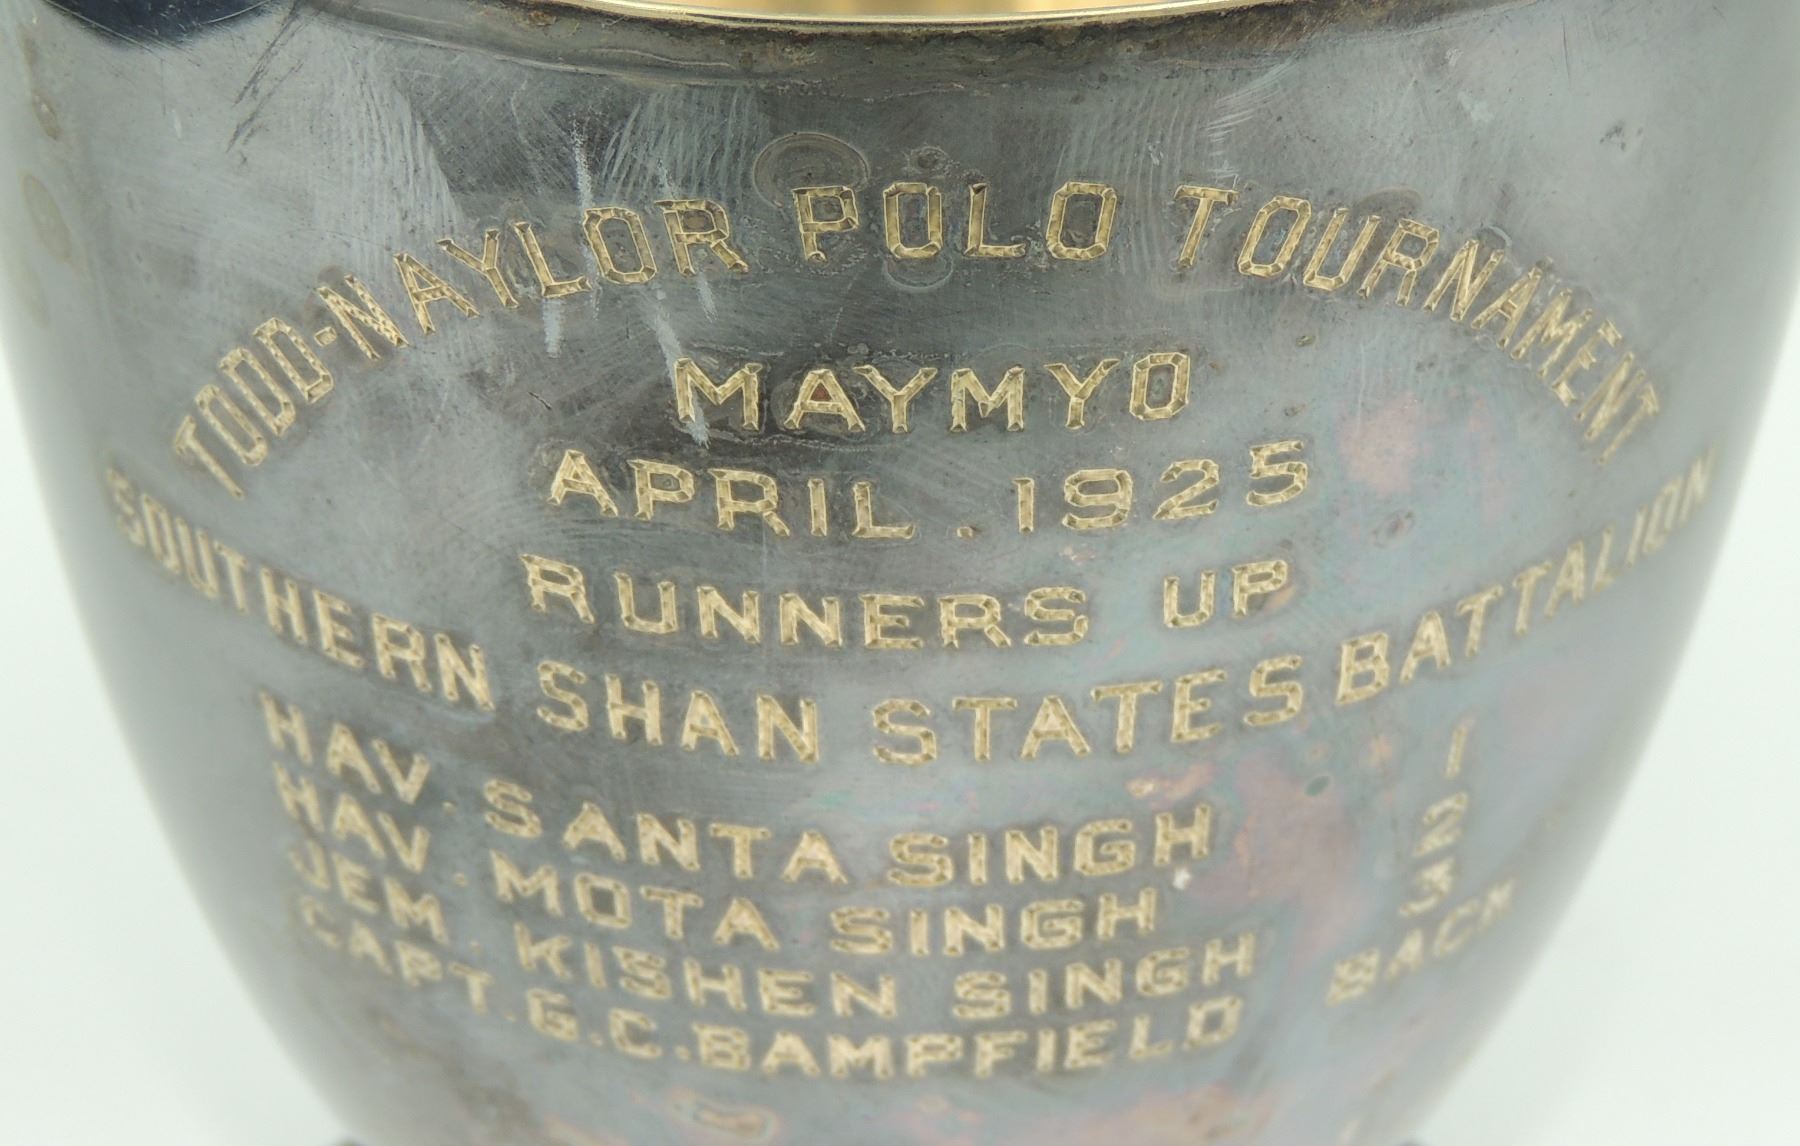 TODD-NAYLOR POLO TOURNAMENT
MAYMYO
APRIL . 1925
RUNNERS UP
SOUTHERN SHAN STATES BATTALION
HAV. SANTA SINGH 1
HAV. MOTA SINGH 2
JEM. KISHEN SINGH 3
CAPT. G.C. BAMPFIELD BACK